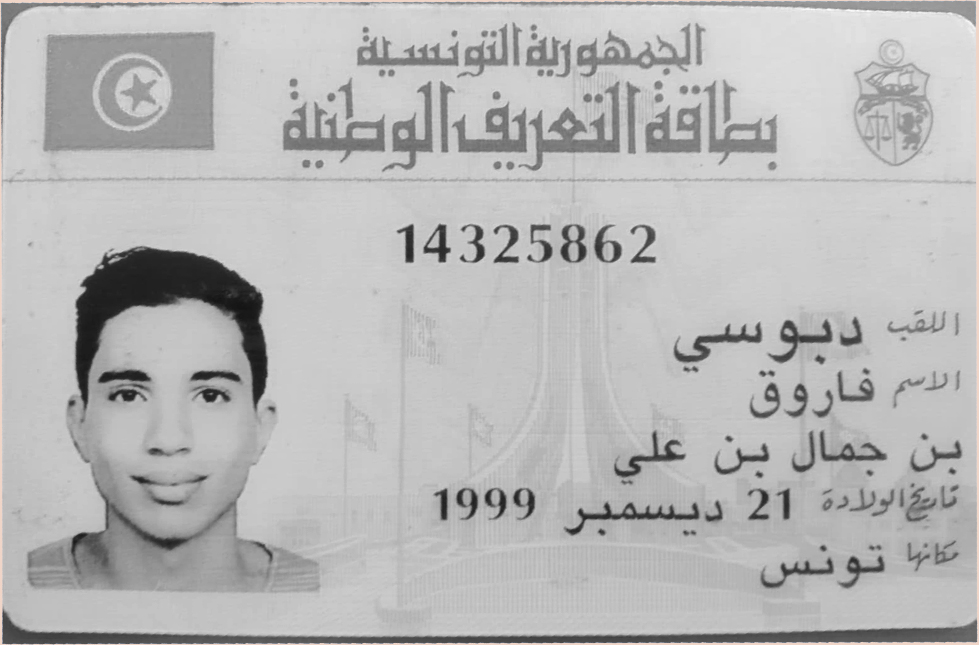 الجمهورية التونسية
بطاقة التعريف الوطنية
14325862
اللقب دبوسي
الاسم فاروق
بن جمال بن علي
تاريخ الولادة 21 ديسمبر 1999
مكانها تونس